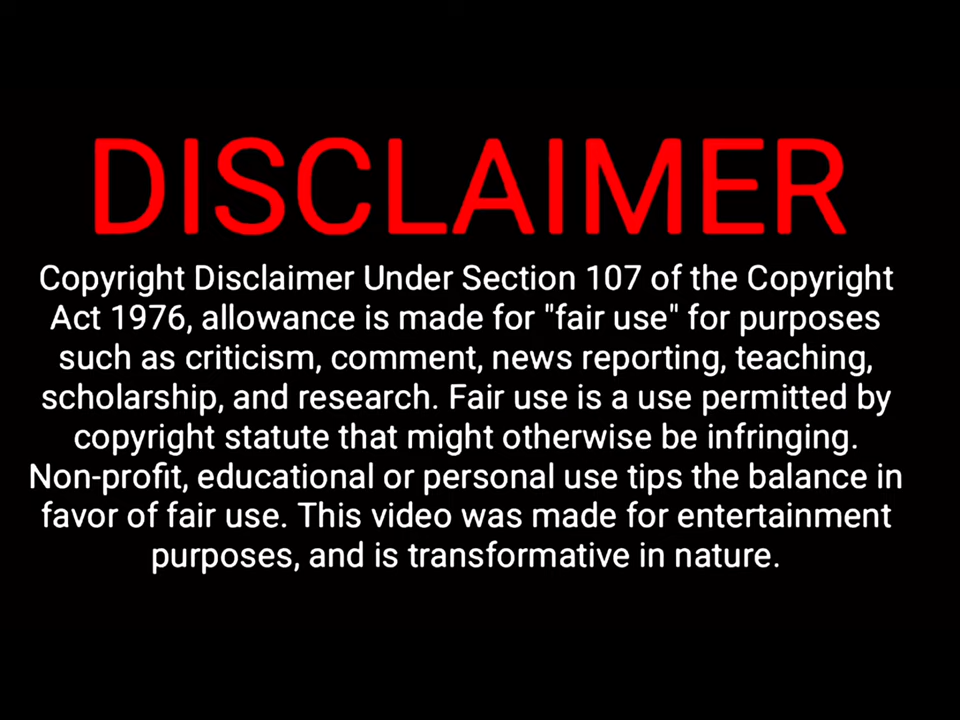 DISCLAIMER
Copyright Disclaimer Under Section 107 of the Copyright
Act 1976, allowance is made for "fair use" for purposes
such as criticism, comment, news reporting, teaching,
scholarship, and research. Fair use is a use permitted by
copyright statute that might otherwise be infringing.
Non-profit, educational or personal use tips the balance in
favor of fair use. This video was made for entertainment
purposes, and is transformative in nature.